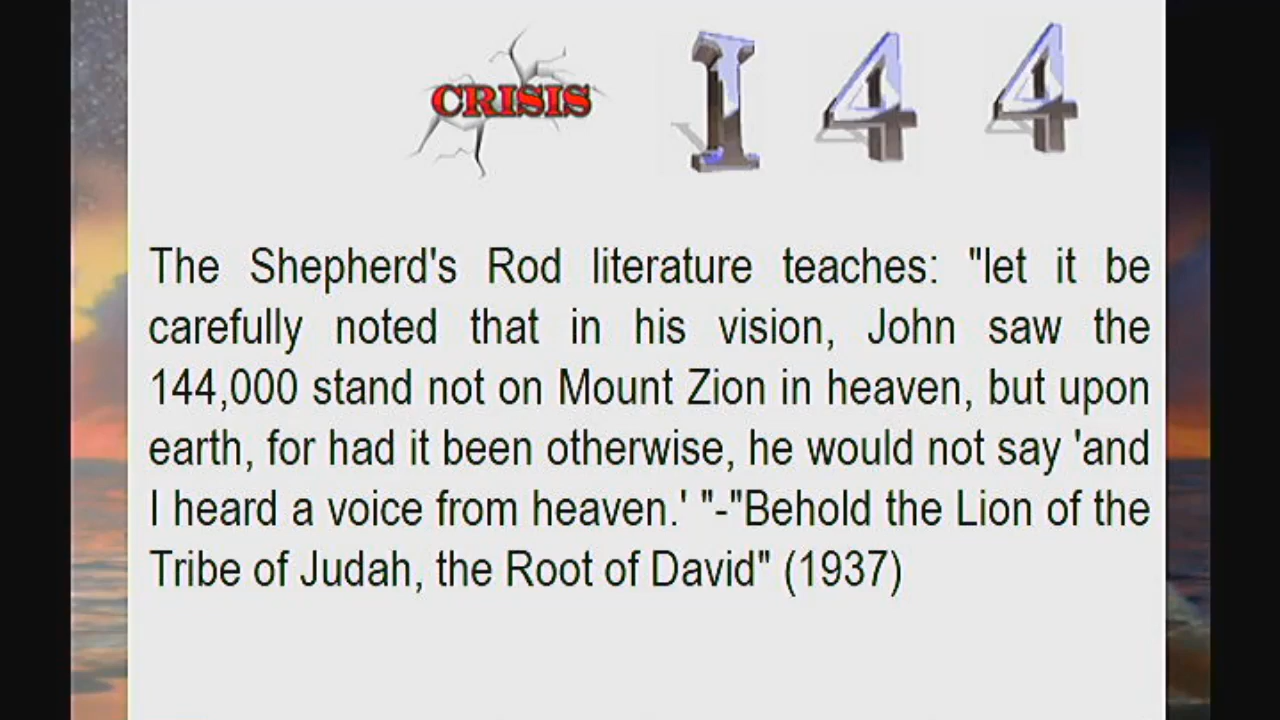 CRISIS 1 4 4
The Shepherd's Rod literature teaches: "let it be
carefully noted that in his vision, John saw the
144,000 stand not on Mount Zion in heaven, but upon
earth, for had it been otherwise, he would not say 'and
I heard a voice from heaven.' "-"Behold the Lion of the
Tribe of Judah, the Root of David" (1937)